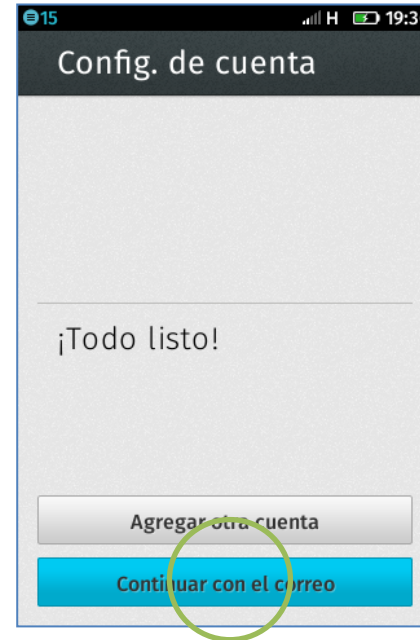 15 H 19:3
Config. de cuenta
¡Todo listo!
Agregar otra cuenta
Continuar con el correo